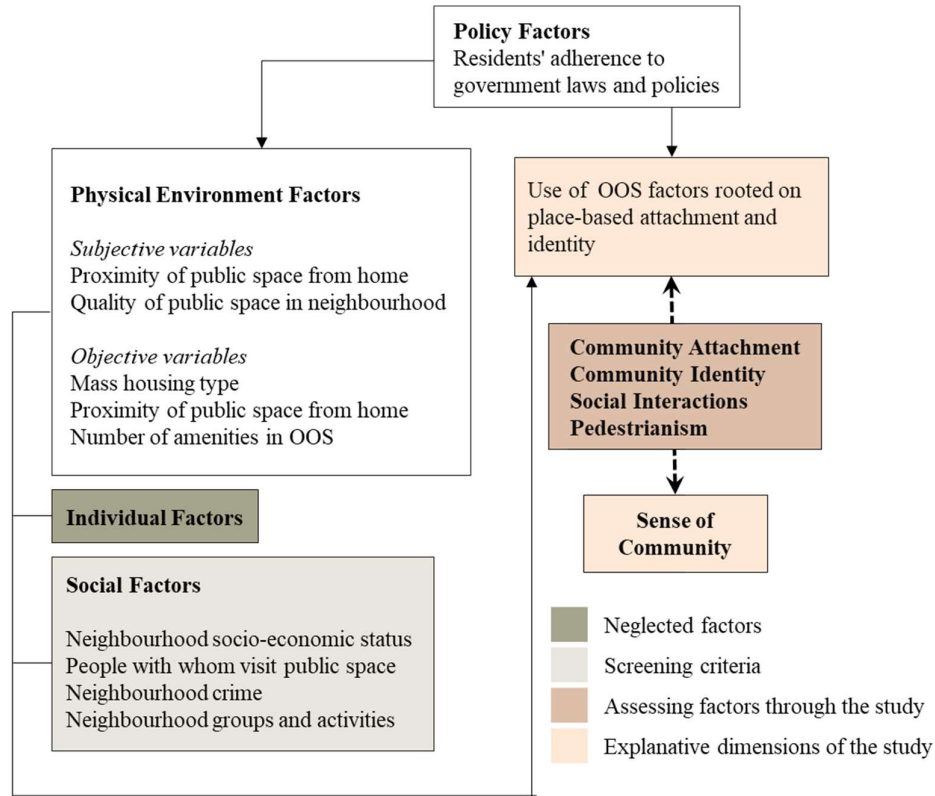 Policy Factors
Residents' adherence to
government laws and policies
Physical Environment Factors
Subjective variables
Proximity of public space from home
Quality of public space in neighbourhood
Objective variables
Mass housing type
Proximity of public space from home
Number of amenities in OOS
Individual Factors
Social Factors
Neighbourhood socio-economic status
People with whom visit public space
Neighbourhood crime
Neighbourhood groups and activities
Use of OOS factors rooted on
place-based attachment and
identity
Community Attachment
Community Identity
Social Interactions
Pedestrianism
Sense of
Community
Neglected factors
Screening criteria
Assessing factors through the study
Explanative dimensions of the study